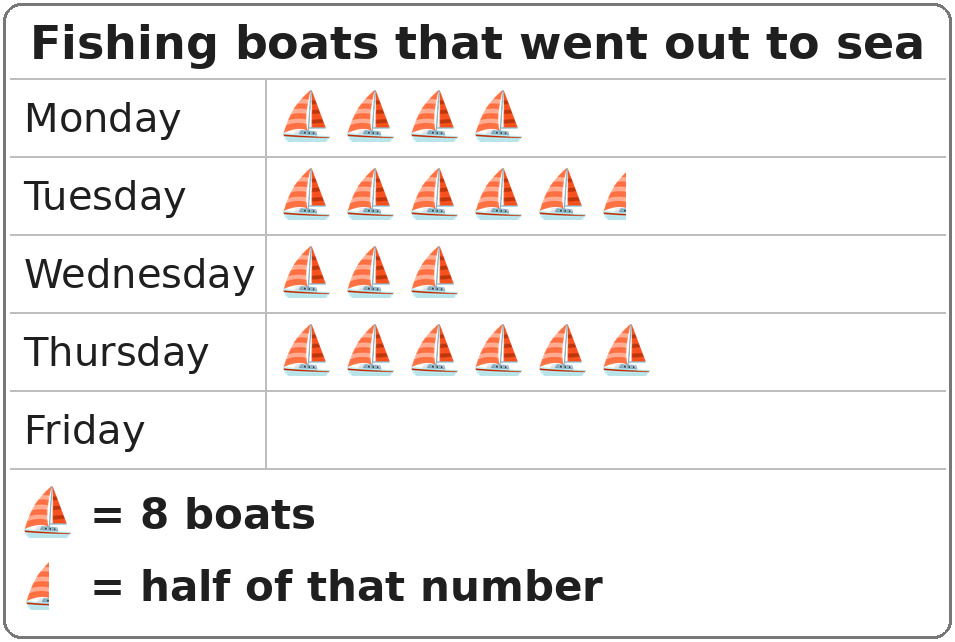 Fishing boats that went out to sea
Monday
Tuesday
Wednesday
Thursday
Friday
= 8 boats
= half of that number